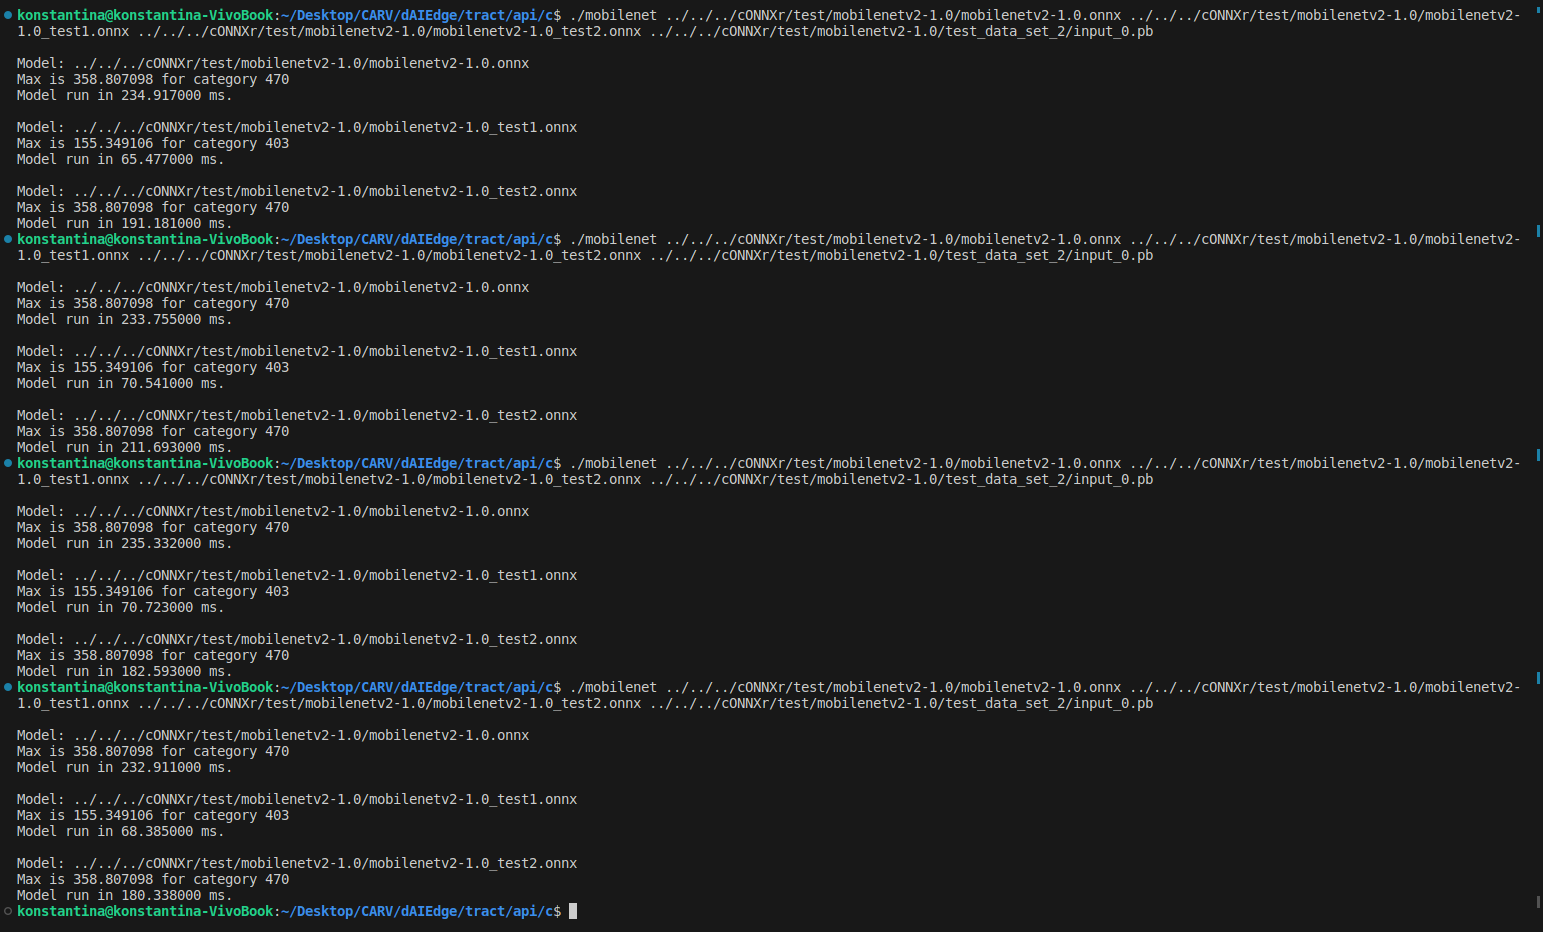 konstantina@konstantina-VivoBook:~/Desktop/CARV/dAIEdge/tract/api/c$ ./mobilenet ../../../cONNXr/test/mobilenetv2-1.0/mobilenetv2-1.0.onnx ../../../cONNXr/test/mobilenetv2-1.0/mobilenetv2-
1.0_test1.onnx ../../../cONNXr/test/mobilenetv2-1.0/mobilenetv2-1.0_test2.onnx ../../../cONNXr/test/mobilenetv2-1.0/test_data_set_2/input_0.pb
Model: ../../../cONNXr/test/mobilenetv2-1.0/mobilenetv2-1.0.onnx
Max is 358.807098 for category 470
Model run in 234.917000 ms.
Model: ../../../cONNXr/test/mobilenetv2-1.0/mobilenetv2-1.0_test1.onnx
Max is 155.349106 for category 403
Model run in 65.477000 ms.
Model: ../../../cONNXr/test/mobilenetv2-1.0/mobilenetv2-1.0_test2.onnx
Max is 358.807098 for category 470
Model run in 191.181000 ms.
konstantina@konstantina-VivoBook:~/Desktop/CARV/dAIEdge/tract/api/c$ ./mobilenet ../../../cONNXr/test/mobilenetv2-1.0/mobilenetv2-1.0.onnx ../../../cONNXr/test/mobilenetv2-1.0/mobilenetv2-
1.0_test1.onnx ../../../cONNXr/test/mobilenetv2-1.0/mobilenetv2-1.0_test2.onnx ../../../cONNXr/test/mobilenetv2-1.0/test_data_set_2/input_0.pb
Model: ../../../cONNXr/test/mobilenetv2-1.0/mobilenetv2-1.0.onnx
Max is 358.807098 for category 470
Model run in 233.755000 ms.
Model: ../../../cONNXr/test/mobilenetv2-1.0/mobilenetv2-1.0_test1.onnx
Max is 155.349106 for category 403
Model run in 70.541000 ms.
Model: ../../../cONNXr/test/mobilenetv2-1.0/mobilenetv2-1.0_test2.onnx
Max is 358.807098 for category 470
Model run in 211.693000 ms.
konstantina@konstantina-VivoBook:~/Desktop/CARV/dAIEdge/tract/api/c$ ./mobilenet ../../../cONNXr/test/mobilenetv2-1.0/mobilenetv2-1.0.onnx ../../../cONNXr/test/mobilenetv2-1.0/mobilenetv2-
1.0_test1.onnx ../../../cONNXr/test/mobilenetv2-1.0/mobilenetv2-1.0_test2.onnx ../../../cONNXr/test/mobilenetv2-1.0/test_data_set_2/input_0.pb
Model: ../../../cONNXr/test/mobilenetv2-1.0/mobilenetv2-1.0.onnx
Max is 358.807098 for category 470
Model run in 235.332000 ms.
Model: ../../../cONNXr/test/mobilenetv2-1.0/mobilenetv2-1.0_test1.onnx
Max is 155.349106 for category 403
Model run in 70.723000 ms.
Model: ../../../cONNXr/test/mobilenetv2-1.0/mobilenetv2-1.0_test2.onnx
Max is 358.807098 for category 470
Model run in 182.593000 ms.
konstantina@konstantina-VivoBook:~/Desktop/CARV/dAIEdge/tract/api/c$ ./mobilenet ../../../cONNXr/test/mobilenetv2-1.0/mobilenetv2-1.0.onnx ../../../cONNXr/test/mobilenetv2-1.0/mobilenetv2-
1.0_test1.onnx ../../../cONNXr/test/mobilenetv2-1.0/mobilenetv2-1.0_test2.onnx ../../../cONNXr/test/mobilenetv2-1.0/test_data_set_2/input_0.pb
Model: ../../../cONNXr/test/mobilenetv2-1.0/mobilenetv2-1.0.onnx
Max is 358.807098 for category 470
Model run in 232.911000 ms.
Model: ../../../cONNXr/test/mobilenetv2-1.0/mobilenetv2-1.0_test1.onnx
Max is 155.349106 for category 403
Model run in 68.385000 ms.
Model: ../../../cONNXr/test/mobilenetv2-1.0/mobilenetv2-1.0_test2.onnx
Max is 358.807098 for category 470
Model run in 180.338000 ms.
konstantina@konstantina-VivoBook:~/Desktop/CARV/dAIEdge/tract/api/c$